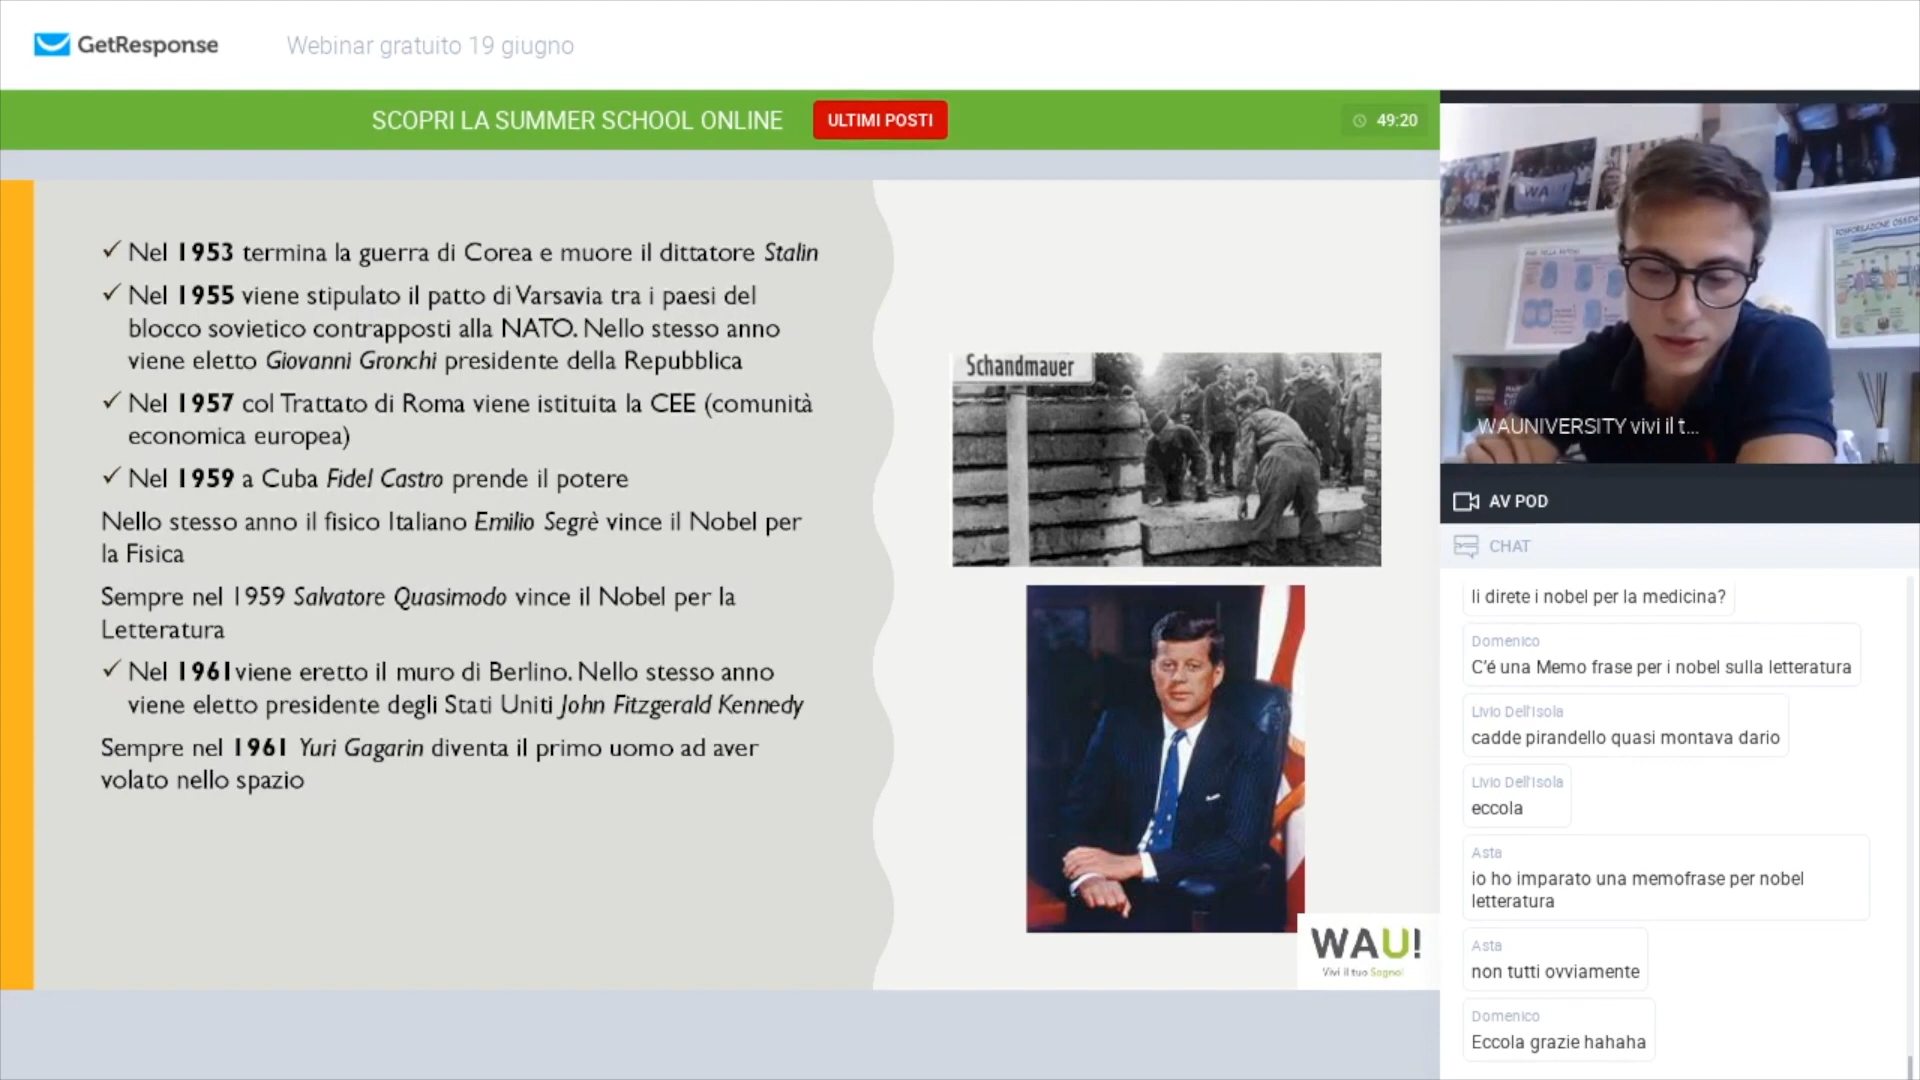 GetResponse
Webinar gratuito 19 giugno
SCOPRI LA SUMMER SCHOOL ONLINE
ULTIMI POSTI
49:20
✓ Nel 1953 termina la guerra di Corea e muore il dittatore Stalin
✓ Nel 1955 viene stipulato il patto di Varsavia tra i paesi del
blocco sovietico contrapposti alla NATO. Nello stesso anno
viene eletto Giovanni Gronchi presidente della Repubblica
✓ Nel 1957 col Trattato di Roma viene istituita la CEE (comunità
economica europea)
✓ Nel 1959 a Cuba Fidel Castro prende il potere
Nello stesso anno il fisico Italiano Emilio Segrè vince il Nobel per
la Fisica
Sempre nel 1959 Salvatore Quasimodo vince il Nobel per la
Letteratura
✓ Nel 1961viene eretto il muro di Berlino. Nello stesso anno
viene eletto presidente degli Stati Uniti John Fitzgerald Kennedy
Sempre nel 1961 Yuri Gagarin diventa il primo uomo ad aver
volato nello spazio
Schandmauer
WAU!
Vivi il tuo Sogno!
WAU!
WAUNIVERSITY vivi il t...
AV POD
CHAT
li direte i nobel per la medicina?
Domenico
C'é una Memo frase per i nobel sulla letteratura
Livio Dell'Isola
cadde pirandello quasi montava dario
Livio Dell'Isola
eccola
Asta
io ho imparato una memofrase per nobel
letteratura
Asta
non tutti ovviamente
Domenico
Eccola grazie hahaha